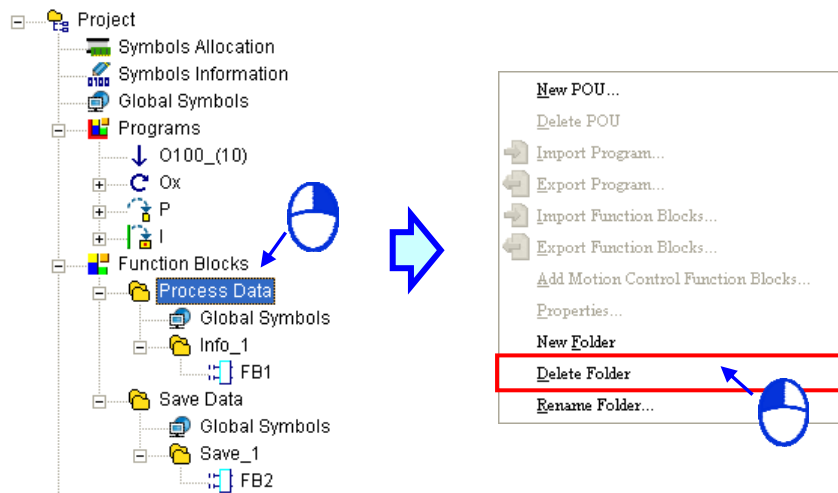 Project
Symbols Allocation
Symbols Information
Global Symbols
Programs
O100_(10)
Ox
P
I
Function Blocks
Process Data
Global Symbols
Info_1
FB1
Save Data
Global Symbols
Save_1
FB2
New POU...
Delete POU
Import Program...
Export Program...
Import Function Blocks...
Export Function Blocks...
Add Motion Control Function Blocks...
Properties...
New Folder
Delete Folder
Rename Folder...